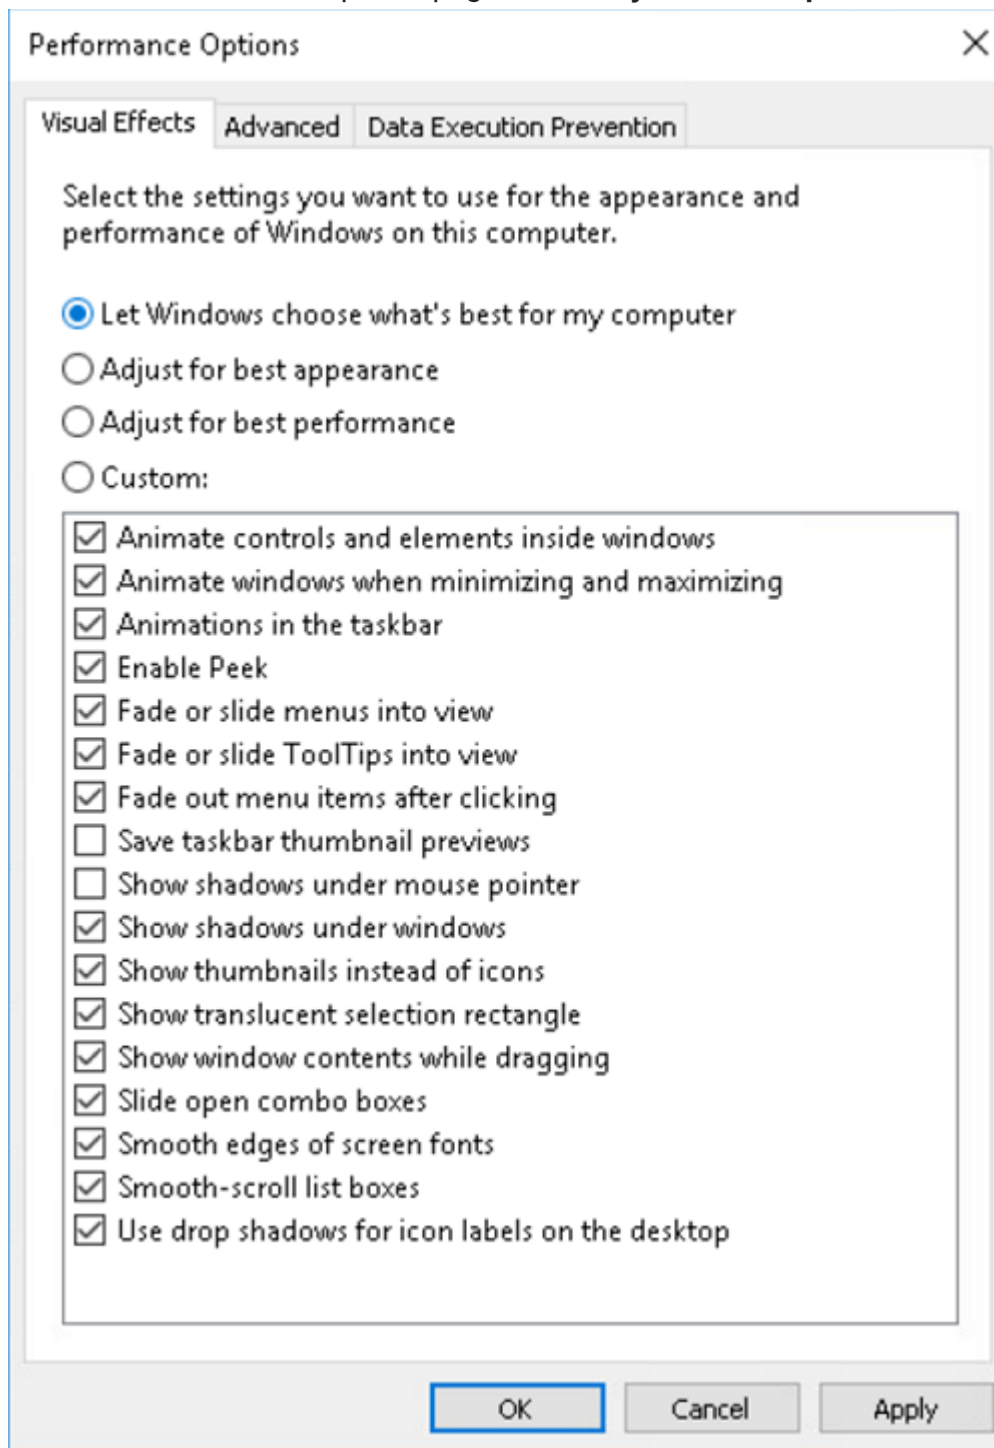 Performance Options
Visual Effects
Advanced
Data Execution Prevention
Select the settings you want to use for the appearance and
performance of Windows on this computer.
Let Windows choose what's best for my computer
Adjust for best appearance
Adjust for best performance
Custom:
Animate controls and elements inside windows
Animate windows when minimizing and maximizing
Animations in the taskbar
Enable Peek
Fade or slide menus into view
Fade or slide ToolTips into view
Fade out menu items after clicking
Save taskbar thumbnail previews
Show shadows under mouse pointer
Show shadows under windows
Show thumbnails instead of icons
Show translucent selection rectangle
Show window contents while dragging
Slide open combo boxes
Smooth edges of screen fonts
Smooth-scroll list boxes
Use drop shadows for icon labels on the desktop
OK
Cancel
Apply